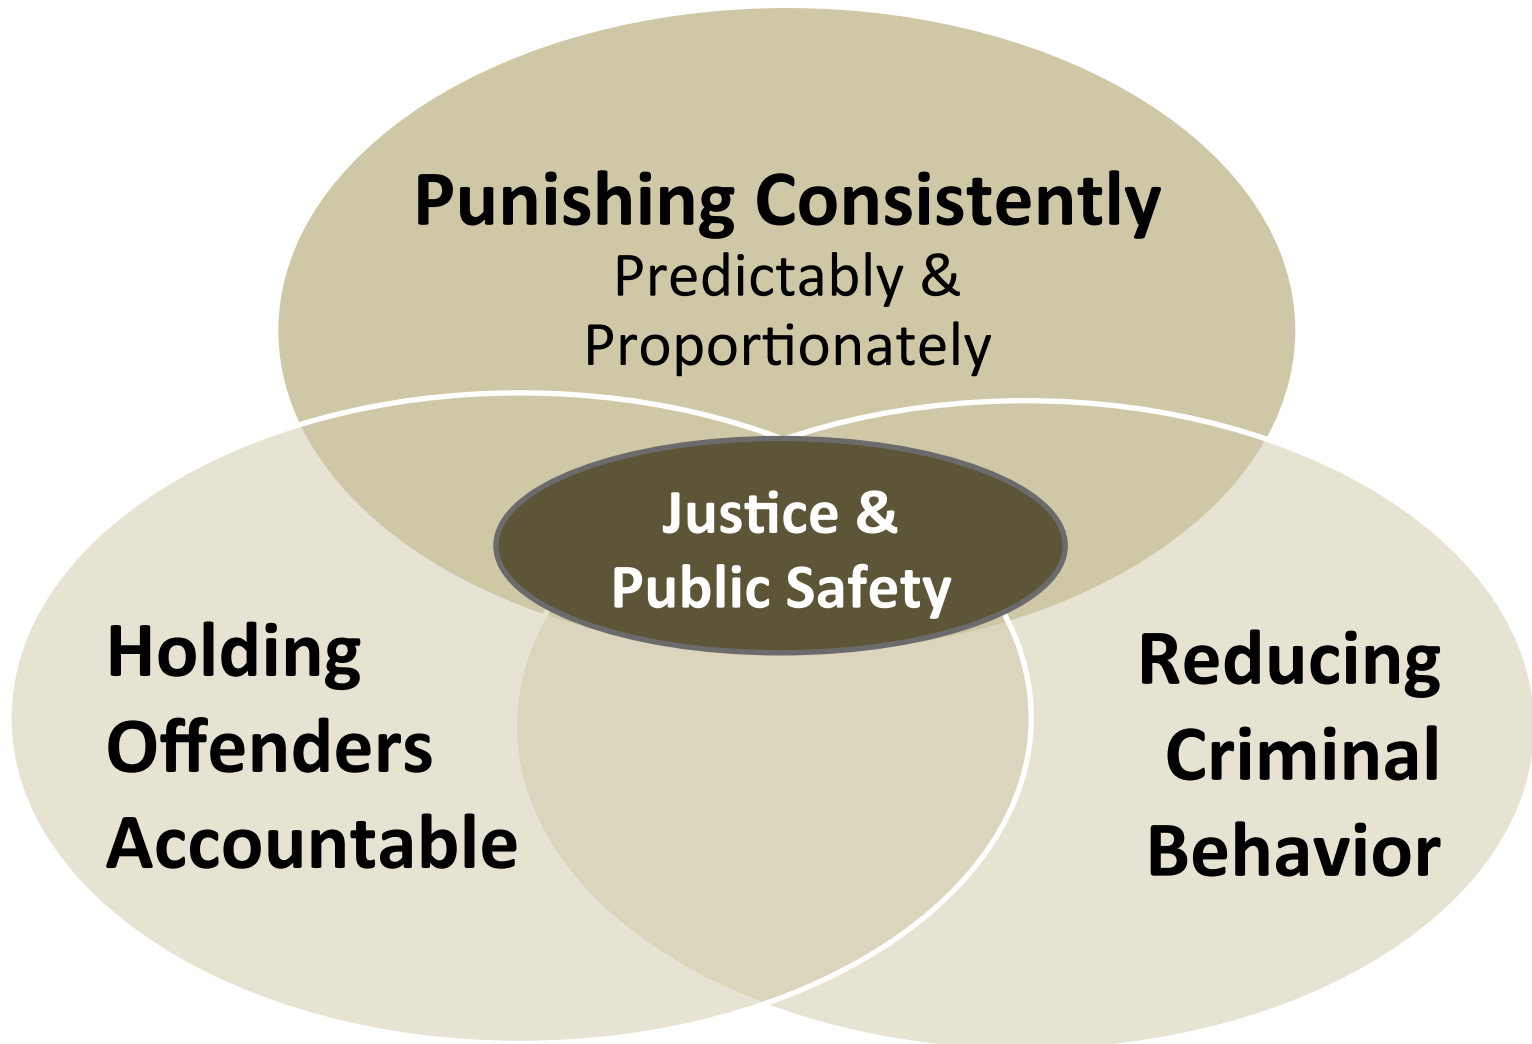 Punishing Consistently
Predictably &
Proportionately
Justice &
Public Safety
Holding
Offenders
Accountable
Reducing
Criminal
Behavior